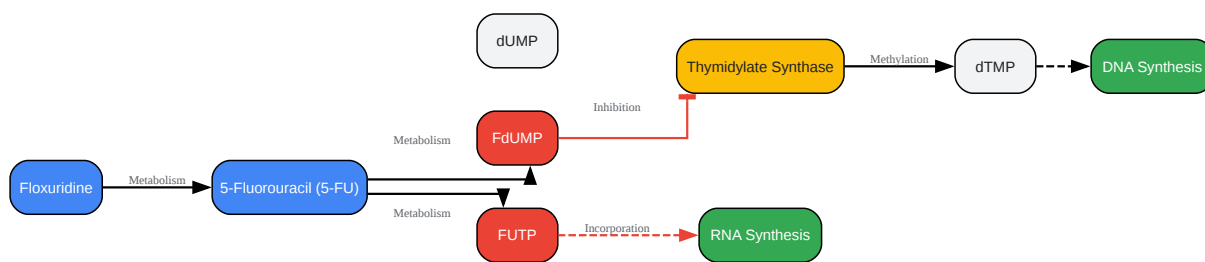 dUMP
Thymidylate Synthase
Methylation
dTMP
DNA Synthesis
Inhibition
FdUMP
Metabolism
Floxuridine
Metabolism
5-Fluorouracil (5-FU)
Metabolism
FUTP
Incorporation
RNA Synthesis